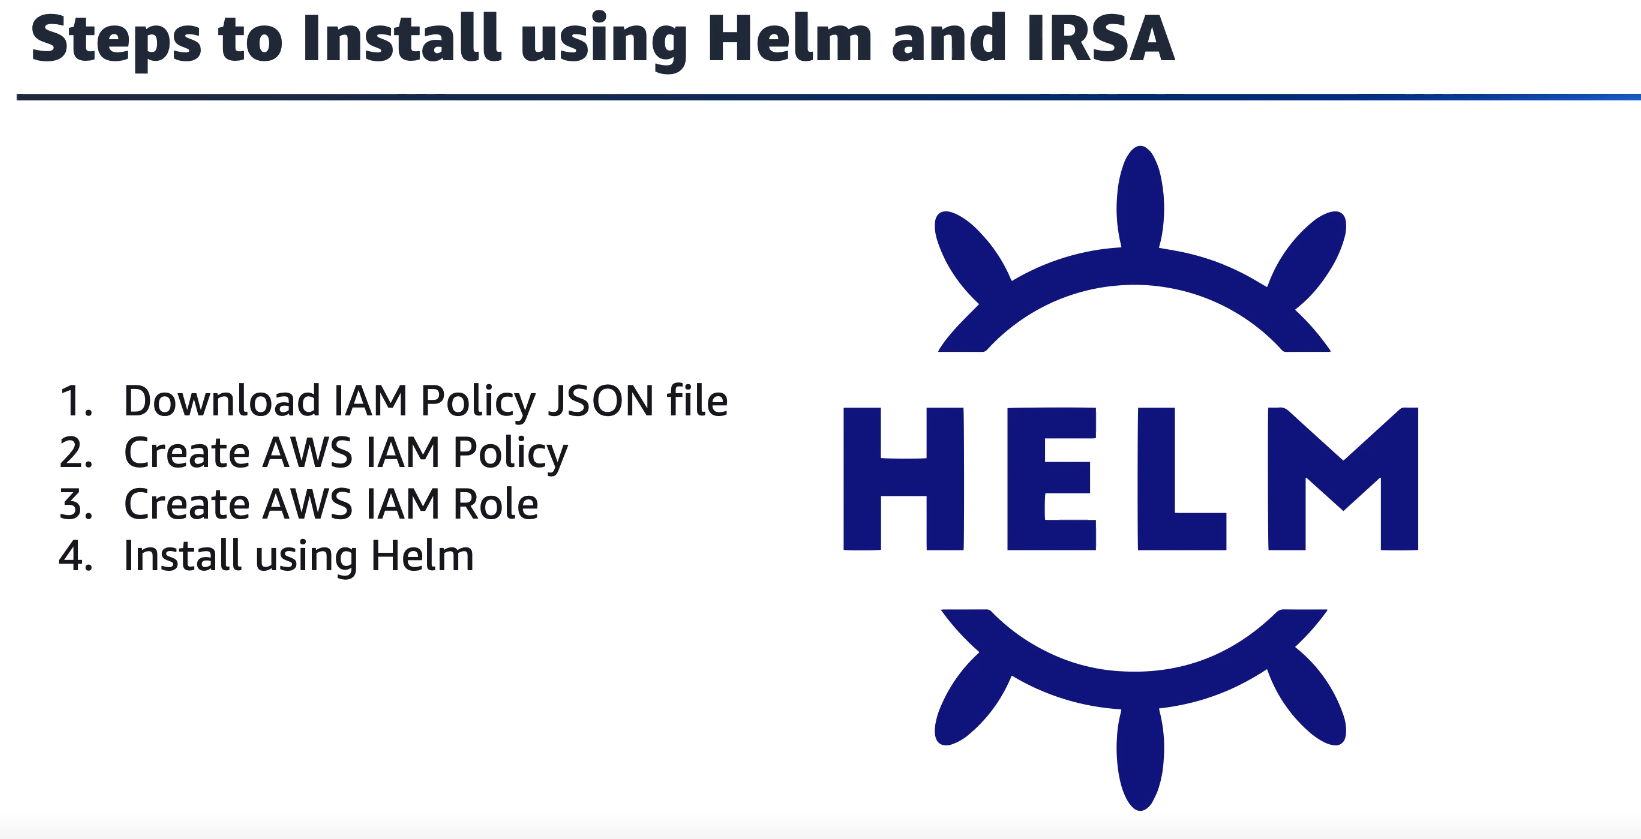 Steps to Install using Helm and IRSA
1. Download IAM Policy JSON file
2. Create AWS IAM Policy
3. Create AWS IAM Role
4. Install using Helm
HELM